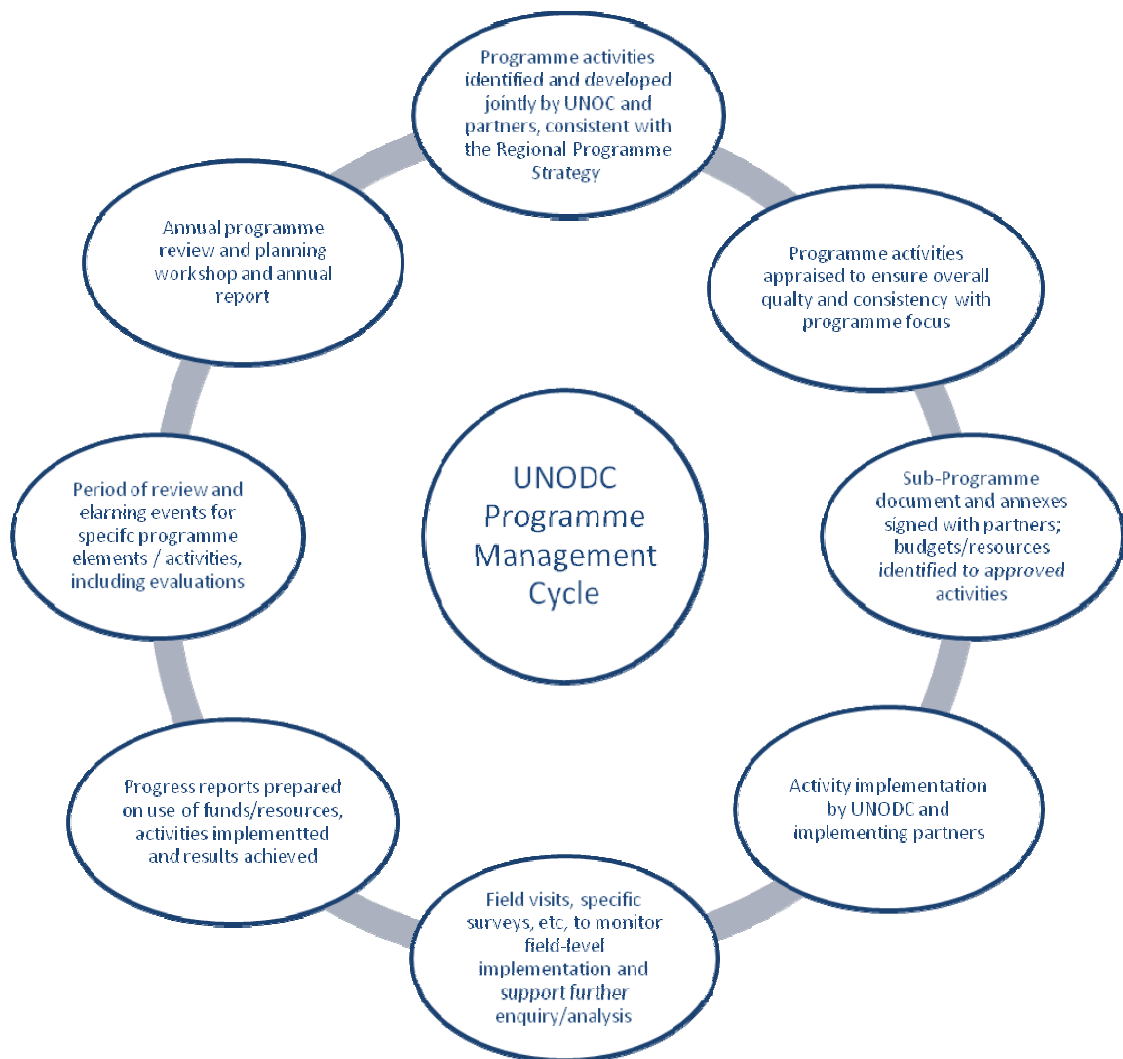 Programme activities
identified and developed
jointly by UNOC and
partners, consistent with
the Regional Programme
Strategy
Programme activities
appraised to ensure overall
qualty and consistency with
programme focus
Sub-Programme
document and annexes
signed with partners;
budgets/resources
identified to approved
activities
Activity implementation
by UNODC and
implementing partners
Field visits, specific
surveys, etc, to monitor
field-level
implementation and
support further
enquiry/analysis
Progress reports prepared
on use of funds/resources,
activities implementted
and results achieved
Period of review and
elarning events for
specifc programme
elements / activities,
including evaluations
Annual programme
review and planning
workshop and annual
report
UNODC
Programme
Management
Cycle